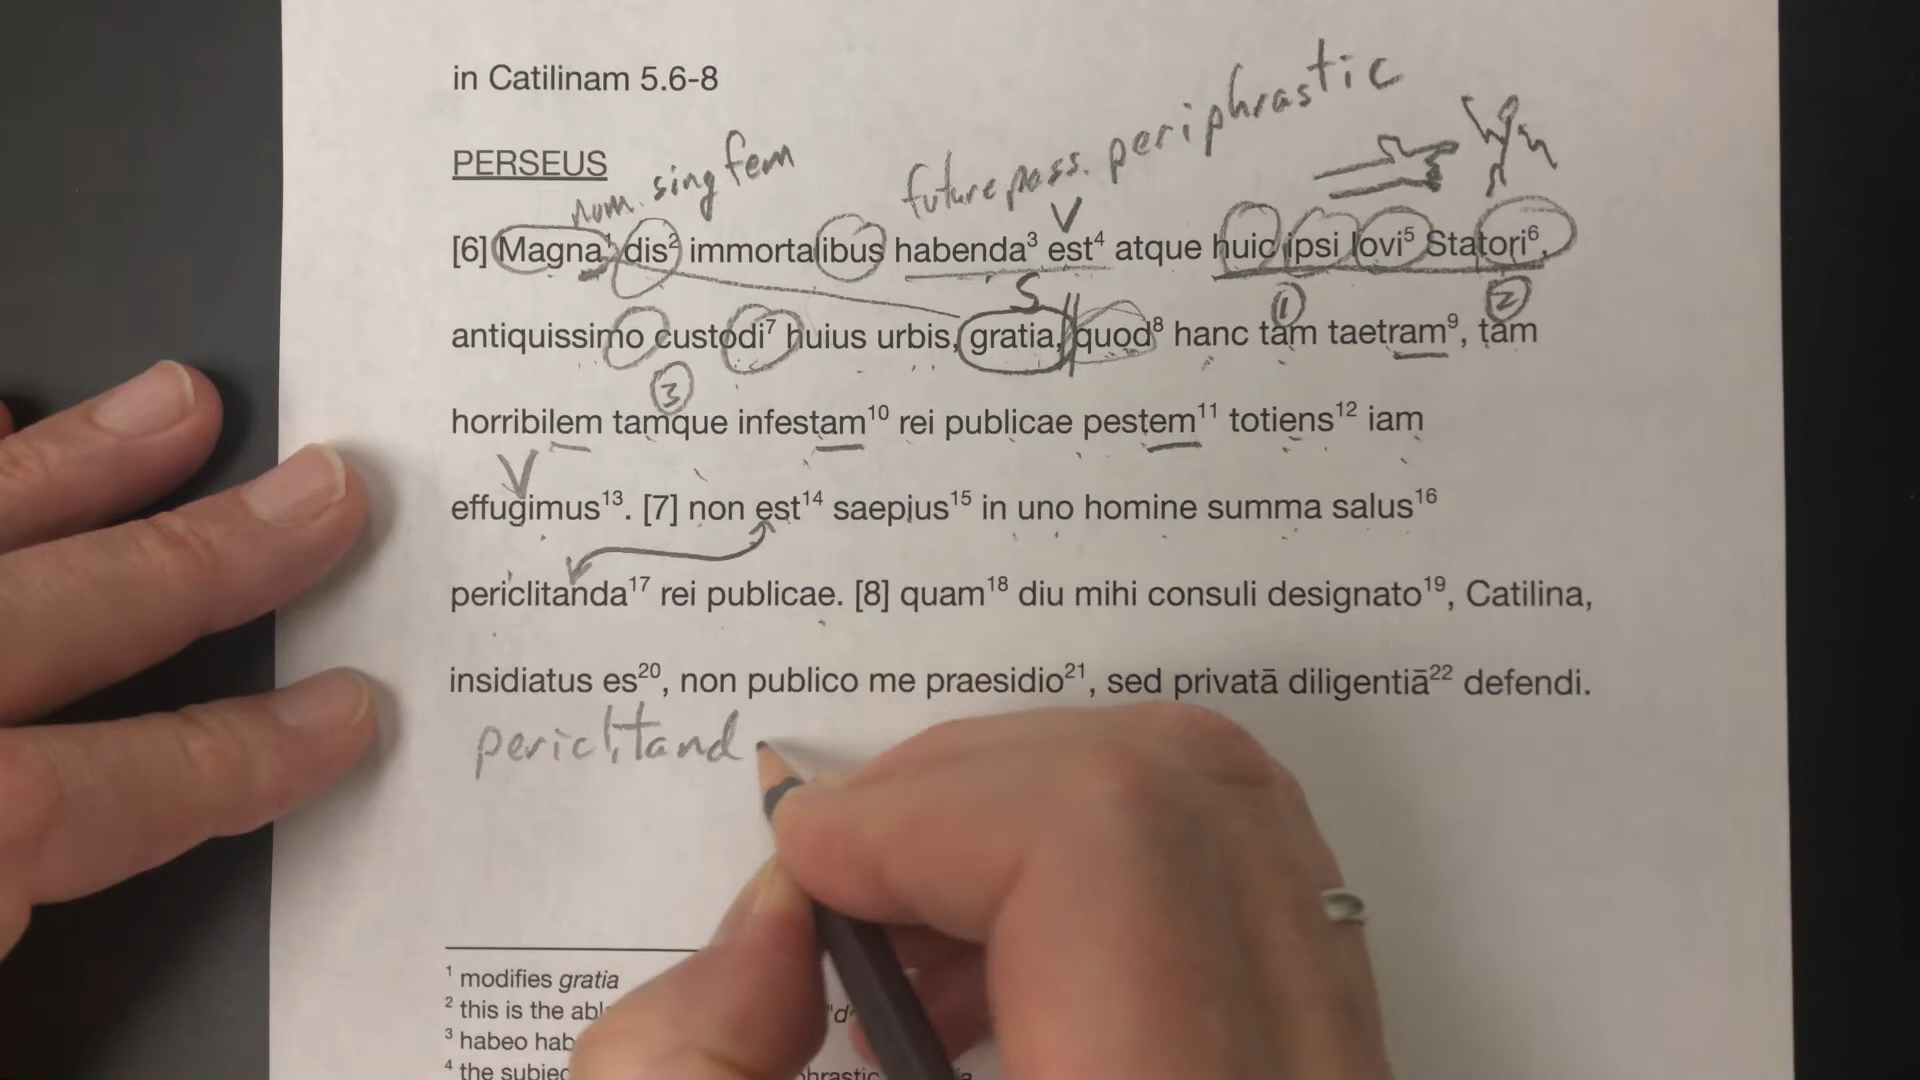 in Catilinam 5.6-8
periphrastic
PERSEUS
nom. sing fem
future pass.
V
[6] Magna¹ dis² immortalibus habenda³ est⁴ atque huic ipsi Iovi⁵ Statori⁶,
S
1
2
antiquissimo custodi⁷ huius urbis, gratia, quod⁸ hanc tam taetram⁹, tam
3
horribilem tamque infestam¹⁰ rei publicae pestem¹¹ totiens¹² iam
V
effugimus¹³. [7] non est¹⁴ saepius¹⁵ in uno homine summa salus¹⁶
periclitanda¹⁷ rei publicae. [8] quam¹⁸ diu mihi consuli designato¹⁹, Catilina,
insidiatus es²⁰, non publico me praesidio²¹, sed privatā diligentiā²² defendi.
periclitand
¹ modifies gratia
² this is the abl
³ habeo hab
⁴ the subjec phrastic